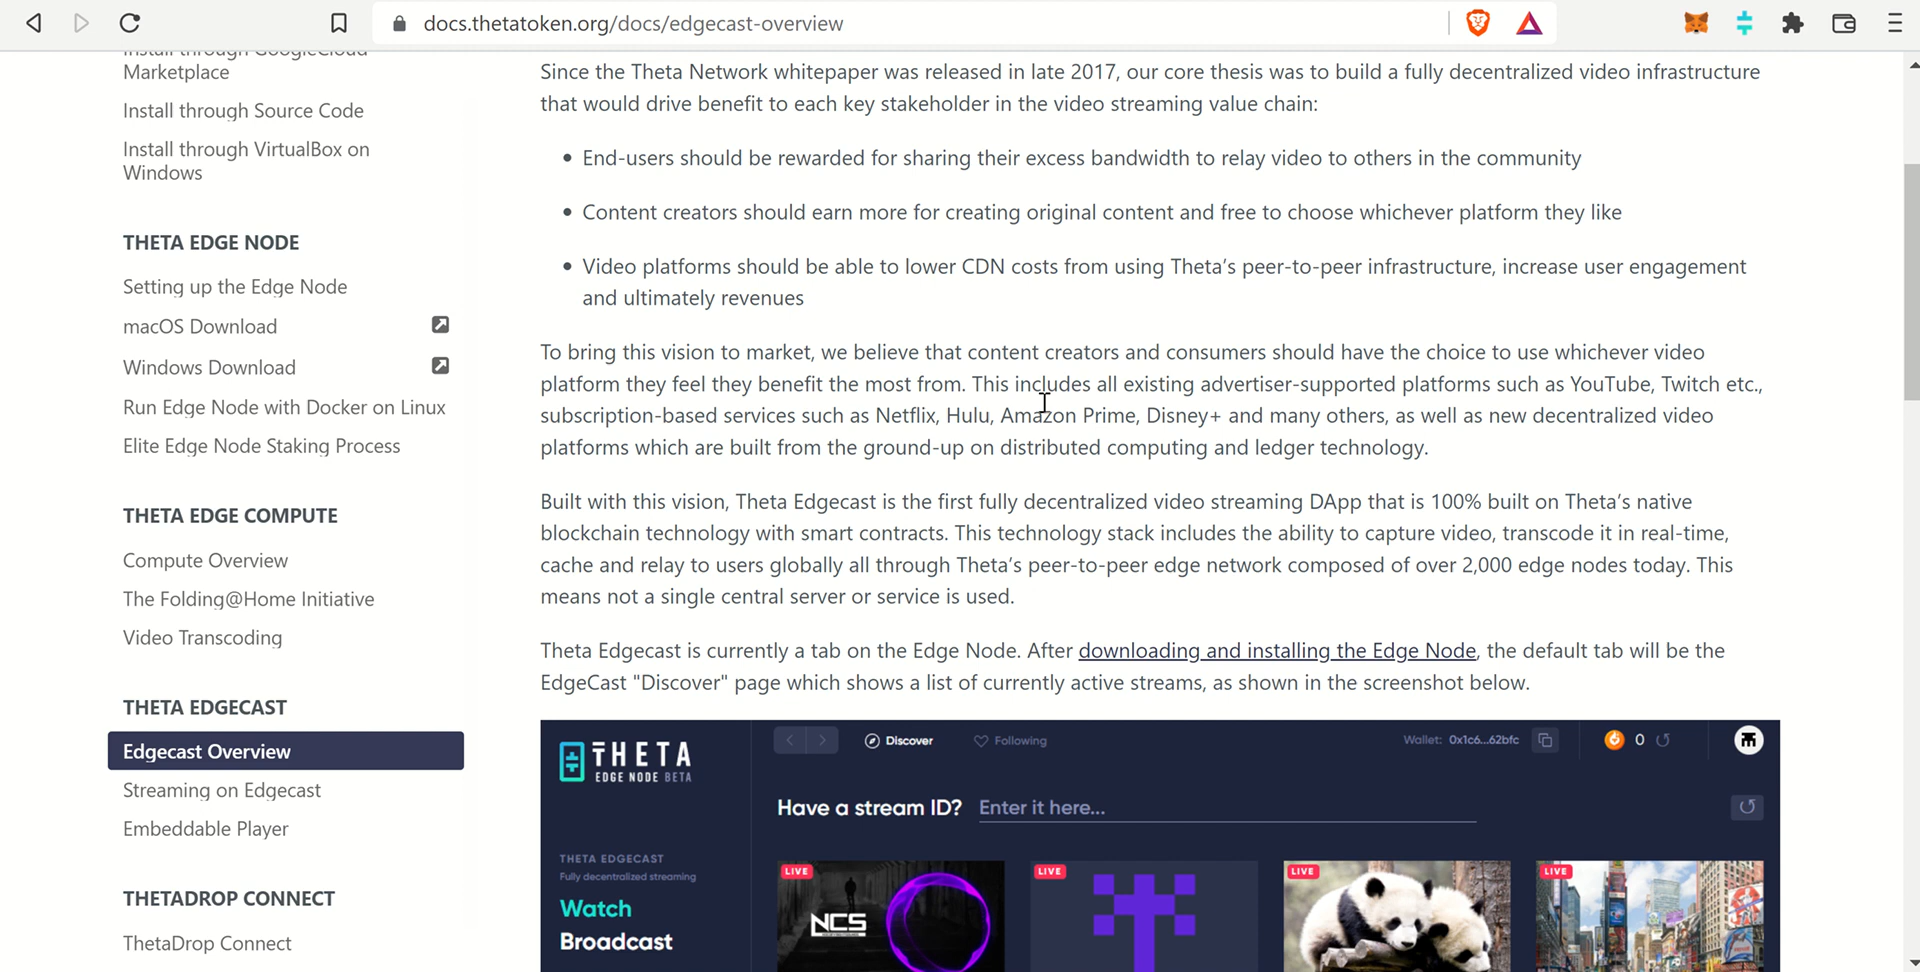 docs.thetatoken.org/docs/edgecast-overview
Install through GoogleCloud
Marketplace
Install through Source Code
Install through VirtualBox on
Windows
THETA EDGE NODE
Setting up the Edge Node
macOS Download
Windows Download
Run Edge Node with Docker on Linux
Elite Edge Node Staking Process
THETA EDGE COMPUTE
Compute Overview
The Folding@Home Initiative
Video Transcoding
THETA EDGECAST
Edgecast Overview
Streaming on Edgecast
Embeddable Player
THETADROP CONNECT
ThetaDrop Connect
Since the Theta Network whitepaper was released in late 2017, our core thesis was to build a fully decentralized video infrastructure
that would drive benefit to each key stakeholder in the video streaming value chain:
• End-users should be rewarded for sharing their excess bandwidth to relay video to others in the community
• Content creators should earn more for creating original content and free to choose whichever platform they like
• Video platforms should be able to lower CDN costs from using Theta’s peer-to-peer infrastructure, increase user engagement
and ultimately revenues
To bring this vision to market, we believe that content creators and consumers should have the choice to use whichever video
platform they feel they benefit the most from. This includes all existing advertiser-supported platforms such as YouTube, Twitch etc.,
subscription-based services such as Netflix, Hulu, Amazon Prime, Disney+ and many others, as well as new decentralized video
platforms which are built from the ground-up on distributed computing and ledger technology.
Built with this vision, Theta Edgecast is the first fully decentralized video streaming DApp that is 100% built on Theta’s native
blockchain technology with smart contracts. This technology stack includes the ability to capture video, transcode it in real-time,
cache and relay to users globally all through Theta’s peer-to-peer edge network composed of over 2,000 edge nodes today. This
means not a single central server or service is used.
Theta Edgecast is currently a tab on the Edge Node. After downloading and installing the Edge Node, the default tab will be the
EdgeCast "Discover" page which shows a list of currently active streams, as shown in the screenshot below.
THETA
EDGE NODE BETA
Discover
Following
Wallet: 0x1c6...62bfc
0
Have a stream ID? Enter it here...
THETA EDGECAST
Fully decentralized streaming
Watch
Broadcast
LIVE
NCS
LIVE
LIVE
LIVE